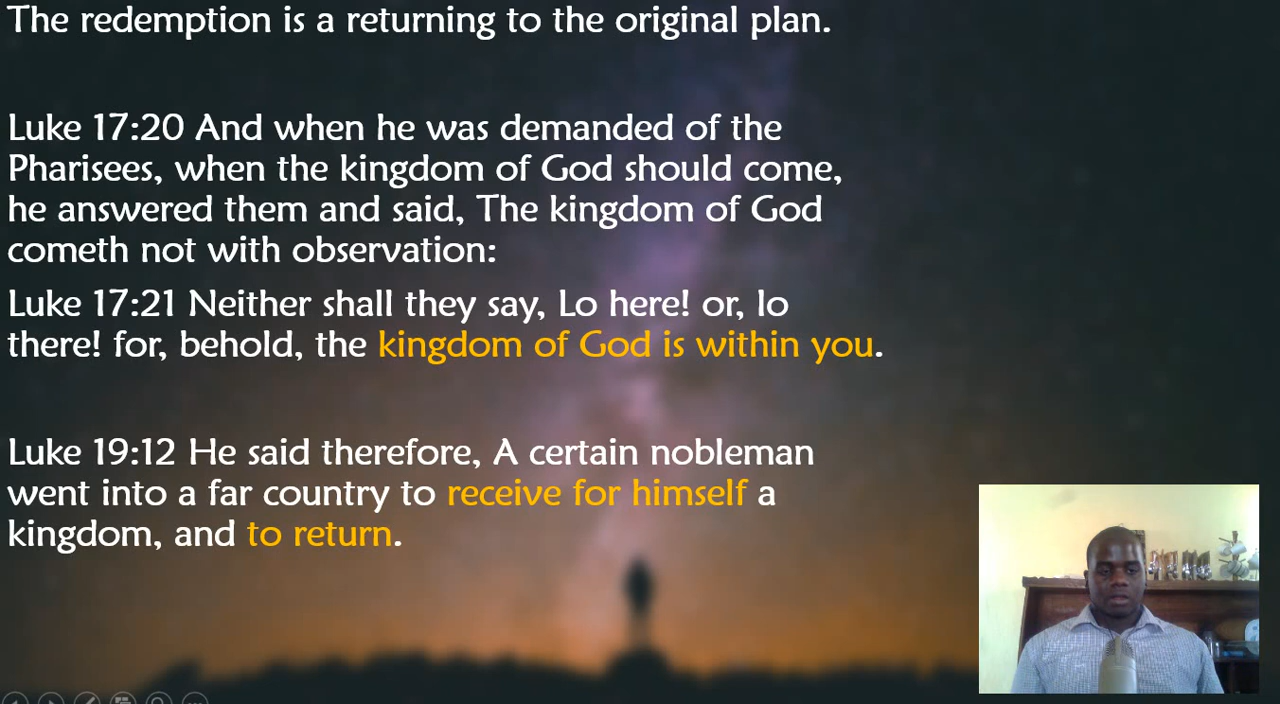 The redemption is a returning to the original plan.
Luke 17:20 And when he was demanded of the
Pharisees, when the kingdom of God should come,
he answered them and said, The kingdom of God
cometh not with observation:
Luke 17:21 Neither shall they say, Lo here! or, lo
there! for, behold, the kingdom of God is within you.
Luke 19:12 He said therefore, A certain nobleman
went into a far country to receive for himself a
kingdom, and to return.